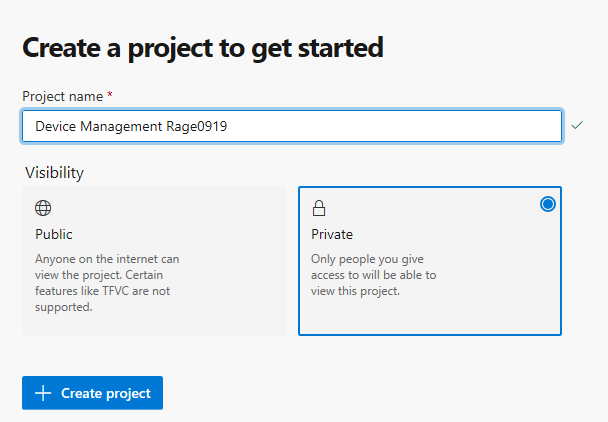 Create a project to get started
Project name *
Device Management Rage0919
Visibility
Public
Anyone on the internet can
view the project. Certain
features like TFVC are not
supported.
Private
Only people you give
access to will be able to
view this project.
+ Create project